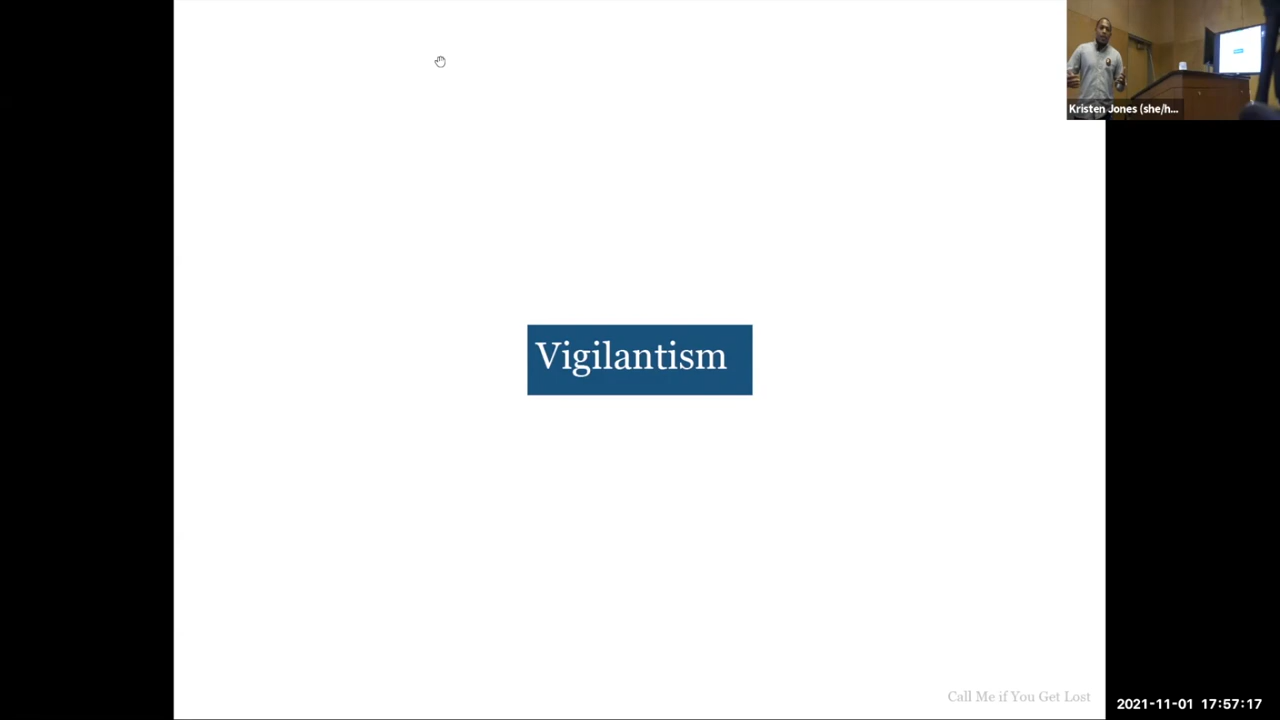 Kristen Jones (she/h...
Vigilantism
Call Me if You Get Lost
2021-11-01 17:57:17